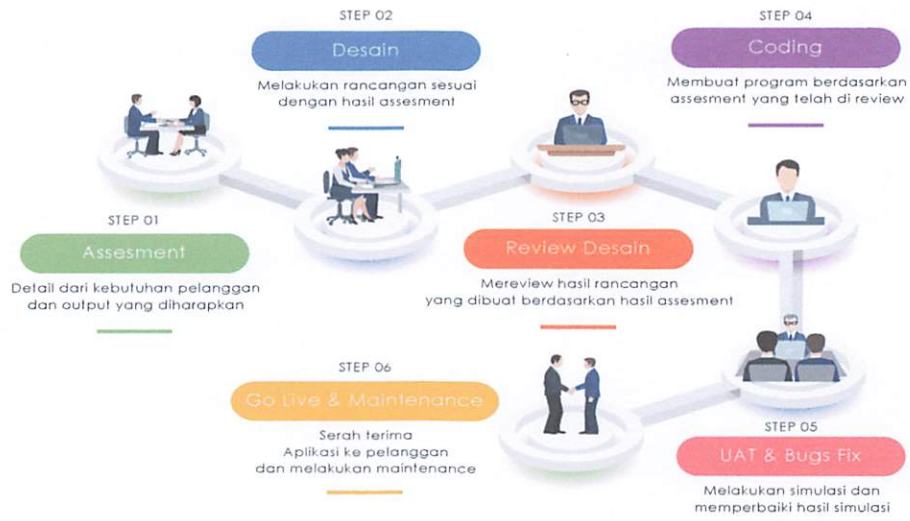 STEP 01
Assesment
Detail dari kebutuhan pelanggan
dan output yang diharapkan
STEP 02
Desain
Melakukan rancangan sesuai
dengan hasil assesment
STEP 03
Review Desain
Mereview hasil rancangan
yang dibuat berdasarkan hasil assesment
STEP 04
Coding
Membuat program berdasarkan
assesment yang telah di review
STEP 05
UAT & Bugs Fix
Melakukan simulasi dan
memperbaiki hasil simulasi
STEP 06
Go Live & Maintenance
Serah terima
Aplikasi ke pelanggan
dan melakukan maintenance